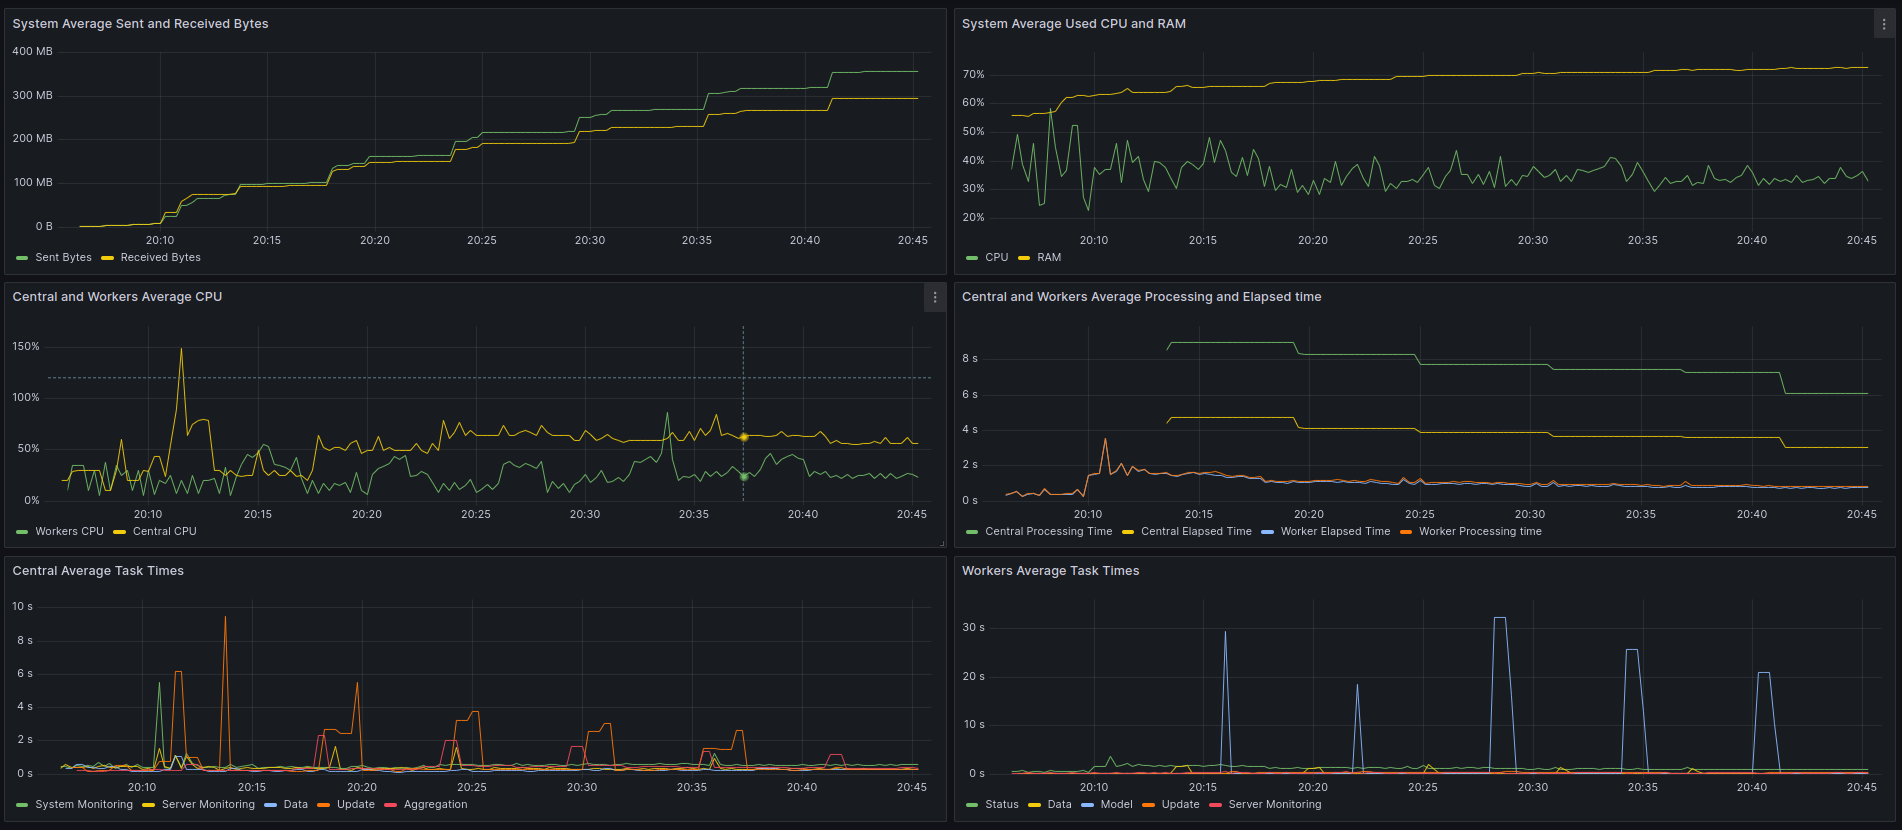 System Average Sent and Received Bytes
400 MB
300 MB
200 MB
100 MB
0 B
20:10 20:15 20:20 20:25 20:30 20:35 20:40 20:45
Sent Bytes Received Bytes
System Average Used CPU and RAM
70%
60%
50%
40%
30%
20%
20:10 20:15 20:20 20:25 20:30 20:35 20:40 20:45
CPU RAM
Central and Workers Average CPU
150%
100%
50%
0%
20:10 20:15 20:20 20:25 20:30 20:35 20:40 20:45
Workers CPU Central CPU
Central and Workers Average Processing and Elapsed time
8 s
6 s
4 s
2 s
0 s
20:10 20:15 20:20 20:25 20:30 20:35 20:40 20:45
Central Processing Time Central Elapsed Time Worker Elapsed Time Worker Processing time
Central Average Task Times
10 s
8 s
6 s
4 s
2 s
0 s
20:10 20:15 20:20 20:25 20:30 20:35 20:40 20:45
System Monitoring Server Monitoring Data Update Aggregation
Workers Average Task Times
30 s
20 s
10 s
0 s
20:10 20:15 20:20 20:25 20:30 20:35 20:40 20:45
Status Data Model Update Server Monitoring